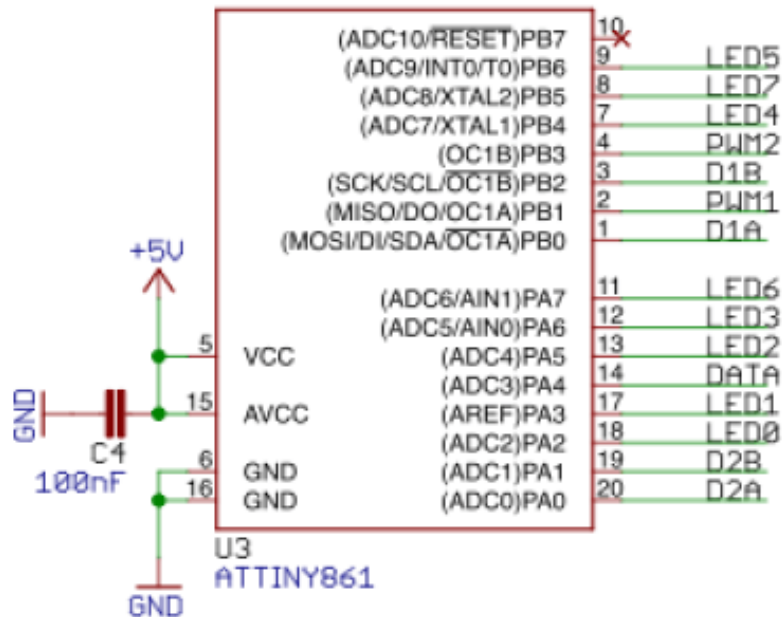 (ADC10/RESET)PB7 10
(ADC9/INT0/T0)PB6 9 LED5
(ADC8/XTAL2)PB5 8 LED7
(ADC7/XTAL1)PB4 7 LED4
(OC1B)PB3 4 PWM2
(SCK/SCL/OC1B)PB2 3 D1B
(MISO/DO/OC1A)PB1 2 PWM1
(MOSI/DI/SDA/OC1A)PB0 1 D1A
+5V
(ADC6/AIN1)PA7 11 LED6
(ADC5/AIN0)PA6 12 LED3
5 VCC (ADC4)PA5 13 LED2
(ADC3)PA4 14 DATA
GND 15 AVCC (AREF)PA3 17 LED1
C4 (ADC2)PA2 18 LED0
100nF 6 GND (ADC1)PA1 19 D2B
16 GND (ADC0)PA0 20 D2A
U3
ATTINY861
GND